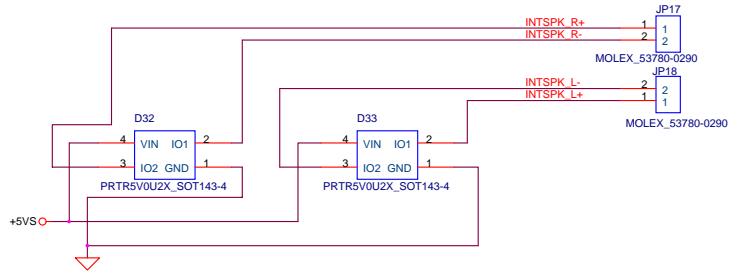 JP17
INTSPK_R+ 1 1
INTSPK_R- 2 2
MOLEX_53780-0290
JP18
INTSPK_L- 2 2
INTSPK_L+ 1 1
MOLEX_53780-0290
D32 D33
4 VIN IO1 2 4 VIN IO1 2
3 IO2 GND 1 3 IO2 GND 1
PRTR5V0U2X_SOT143-4 PRTR5V0U2X_SOT143-4
+5VS